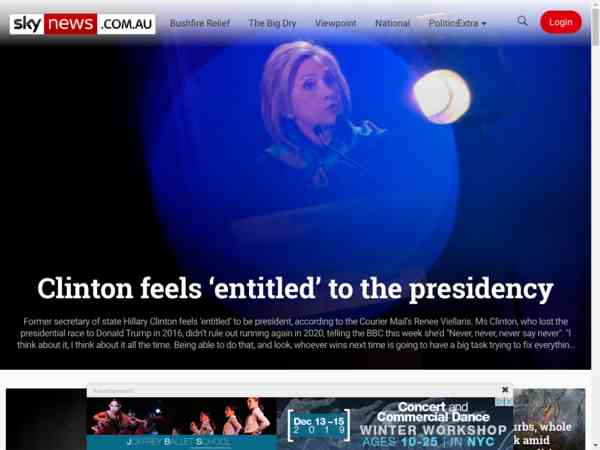 sky news .COM.AU Bushfire Relief The Big Dry Viewpoint National Politics Extra Login
Clinton feels ‘entitled’ to the presidency
Former secretary of state Hillary Clinton feels ‘entitled’ to be president, according to the Courier Mail's Renee Viellaris. Ms Clinton, who lost the
presidential race to Donald Trump in 2016, didn't rule out running again in 2020, telling the BBC this week she'd "Never, never, never say never". "I
think about it, I think about it all the time. Being able to do that, and look, whoever wins next time is going to have a big task trying to fix everythin...
Advertisement
Dec 13 –15
2019
Concert and
Commercial Dance
WINTER WORKSHOP
AGES 10-25 | IN NYC
JOFFREY BALLET SCHOOL
urbs, whole
k amid